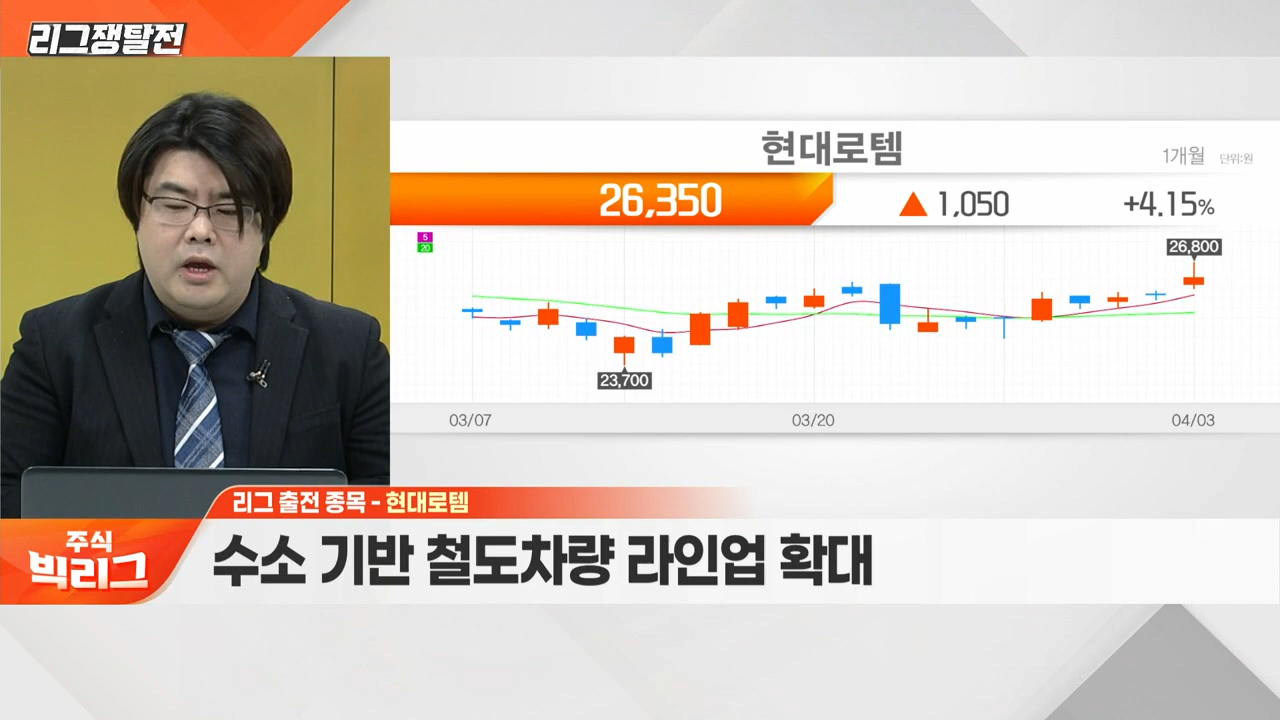 리그쟁탈전
현대로템
1개월 단위:원
26,350 ▲ 1,050 +4.15%
5
20
26,800
23,700
03/07 03/20 04/03
리그 출전 종목 - 현대로템
주식
빅리그
수소 기반 철도차량 라인업 확대